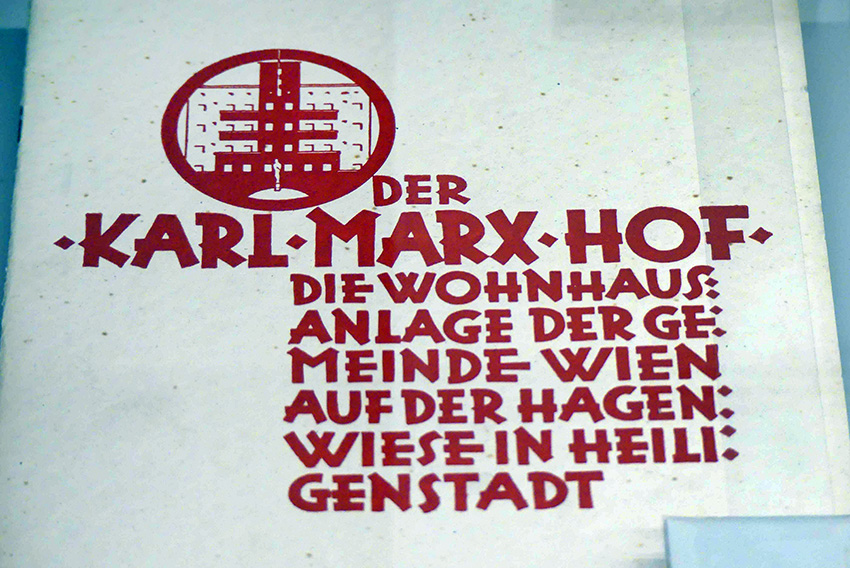 DER
·KARL·MARX·HOF·
DIE WOHNHAUS:
ANLAGE DER GE:
MEINDE WIEN
AUF DER HAGEN:
WIESE IN HEILI:
GENSTADT